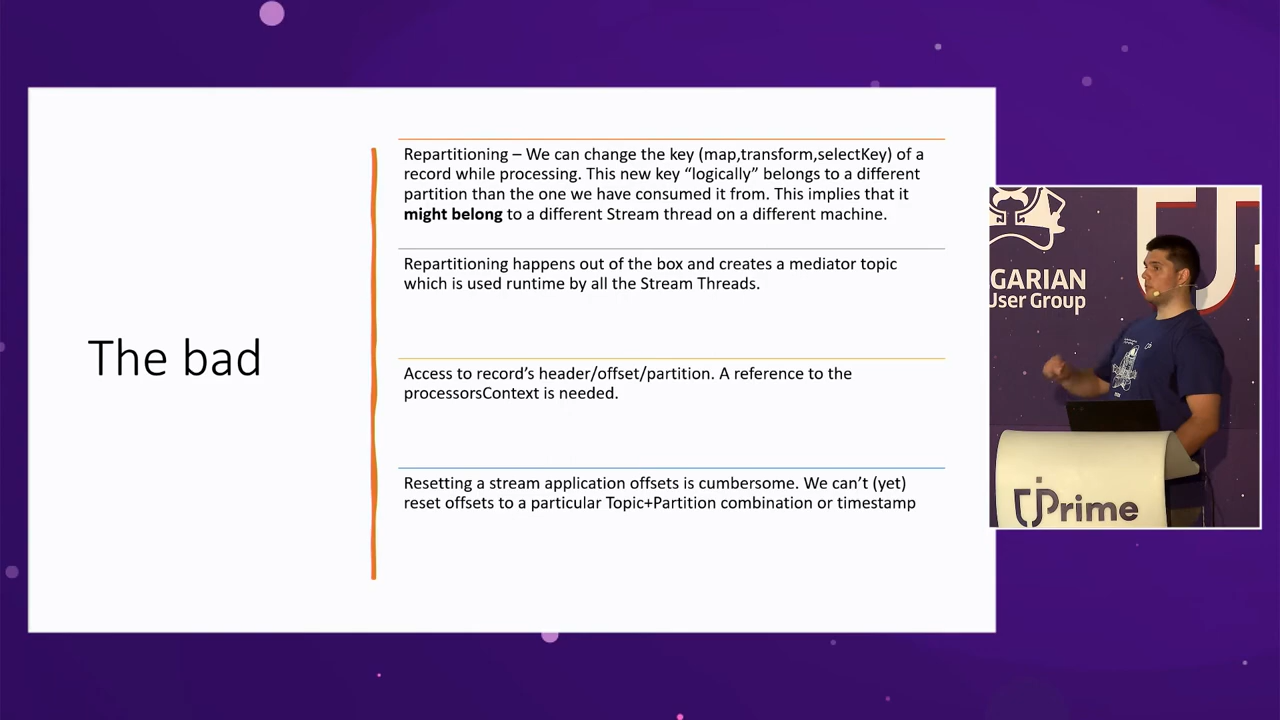 The bad
Repartitioning – We can change the key (map,transform,selectKey) of a
record while processing. This new key “logically” belongs to a different
partition than the one we have consumed it from. This implies that it
might belong to a different Stream thread on a different machine.
Repartitioning happens out of the box and creates a mediator topic
which is used runtime by all the Stream Threads.
Access to record’s header/offset/partition. A reference to the
processorsContext is needed.
Resetting a stream application offsets is cumbersome. We can’t (yet)
reset offsets to a particular Topic+Partition combination or timestamp
GARIAN
User Group
jPrime